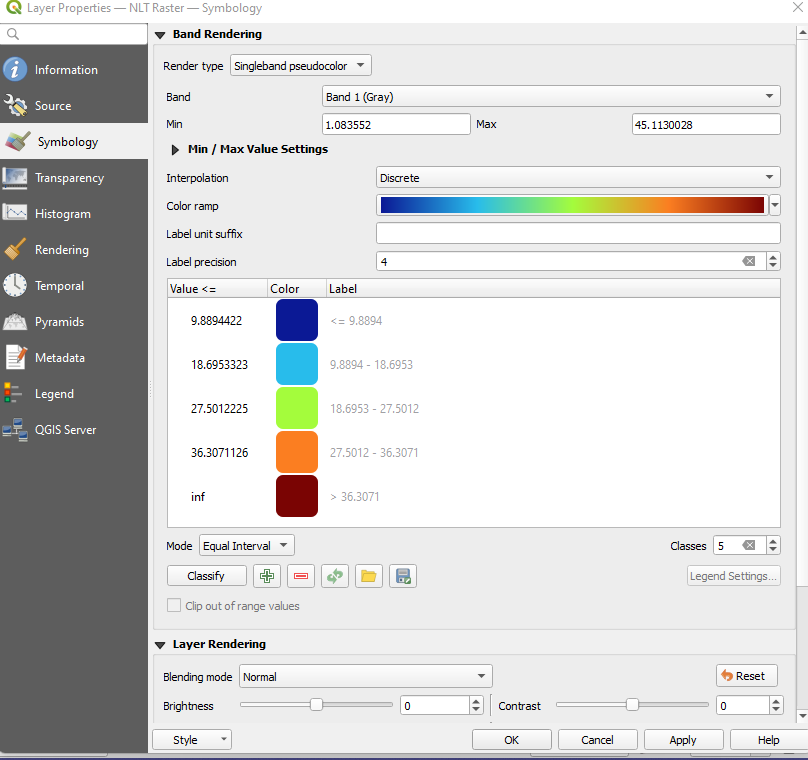 Layer Properties — NLT Raster — Symbology
Information
Source
Symbology
Transparency
Histogram
Rendering
Temporal
Pyramids
Metadata
Legend
QGIS Server
Band Rendering
Render type Singleband pseudocolor
Band Band 1 (Gray)
Min 1.083552 Max 45.1130028
Min / Max Value Settings
Interpolation Discrete
Color ramp
Label unit suffix
Label precision 4
Value <= Color Label
9.8894422 <= 9.8894
18.6953323 9.8894 - 18.6953
27.5012225 18.6953 - 27.5012
36.3071126 27.5012 - 36.3071
inf > 36.3071
Mode Equal Interval Classes 5
Classify Legend Settings...
Clip out of range values
Layer Rendering
Blending mode Normal Reset
Brightness 0 Contrast 0
Style OK Cancel Apply Help